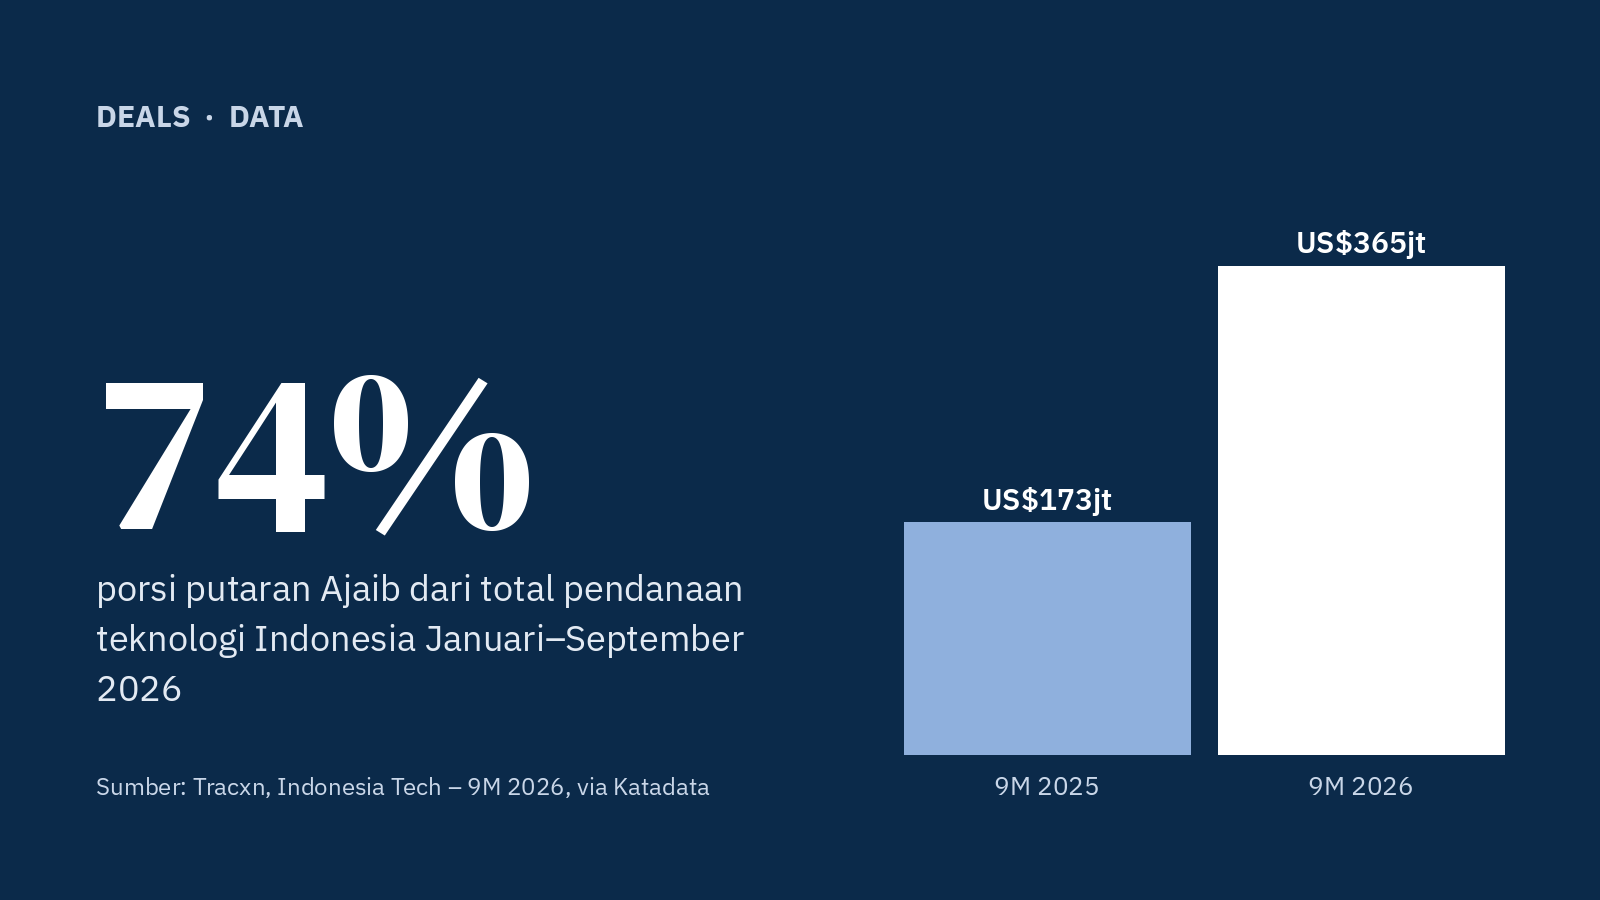 DEALS · DATA
74%
porsi putaran Ajaib dari total pendanaan
teknologi Indonesia Januari–September
2026
Sumber: Tracxn, Indonesia Tech – 9M 2026, via Katadata
US$173jt
9M 2025
US$365jt
9M 2026